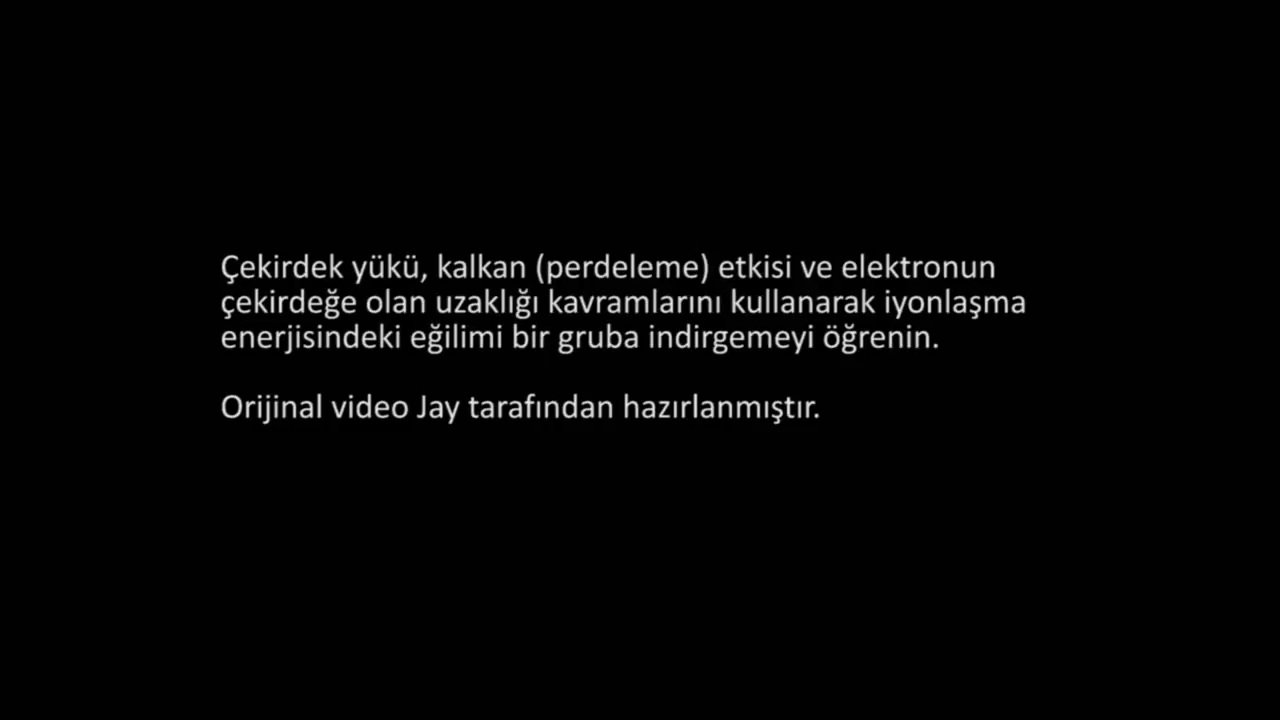 Çekirdek yükü, kalkan (perdeleme) etkisi ve elektronun
çekirdeğe olan uzaklığı kavramlarını kullanarak iyonlaşma
enerjisindeki eğilimi bir gruba indirgemeyi öğrenin.
Orijinal video Jay tarafından hazırlanmıştır.